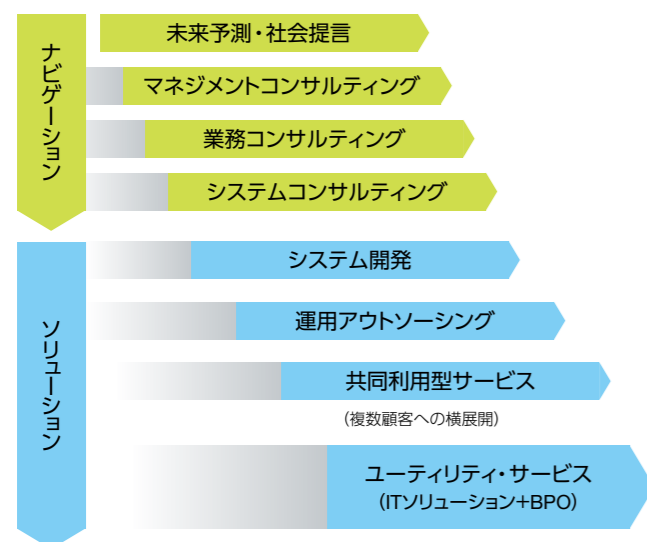 ナビゲーション
未来予測・社会提言
マネジメントコンサルティング
業務コンサルティング
システムコンサルティング
ソリューション
システム開発
運用アウトソーシング
共同利用型サービス
(複数顧客への横展開)
ユーティリティ・サービス
(ITソリューション+BPO)